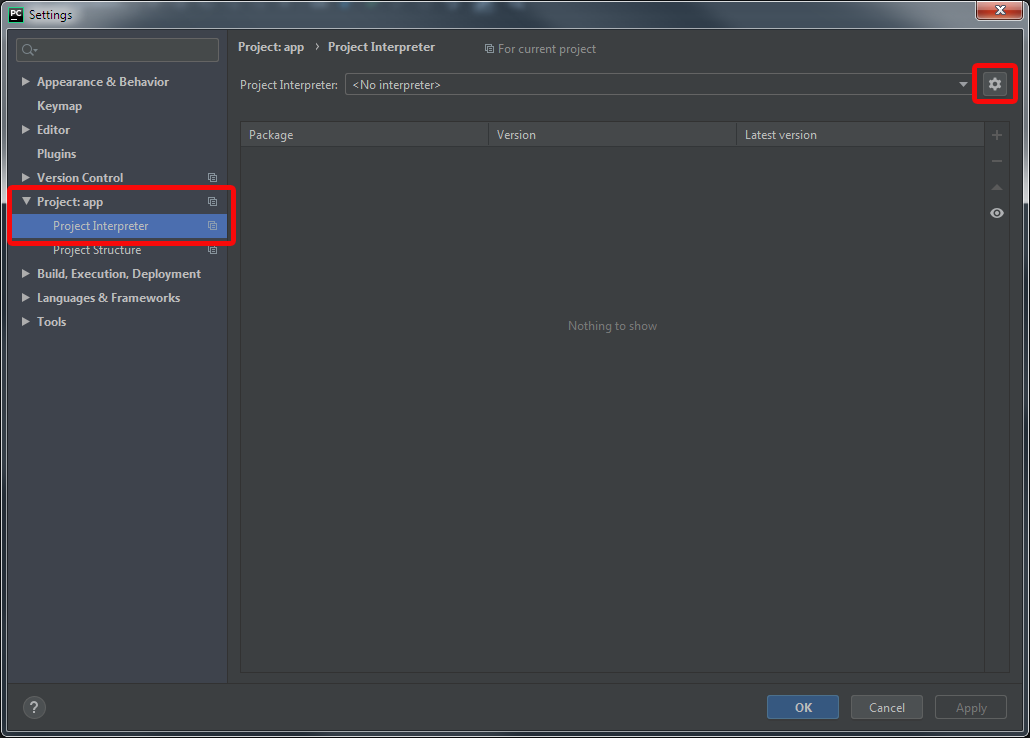 PC Settings
Project: app › Project Interpreter For current project
Project Interpreter: <No interpreter>
Appearance & Behavior
Keymap
Editor
Plugins
Version Control
Project: app
Project Interpreter
Project Structure
Build, Execution, Deployment
Languages & Frameworks
Tools
Package Version Latest version
Nothing to show
? OK Cancel Apply